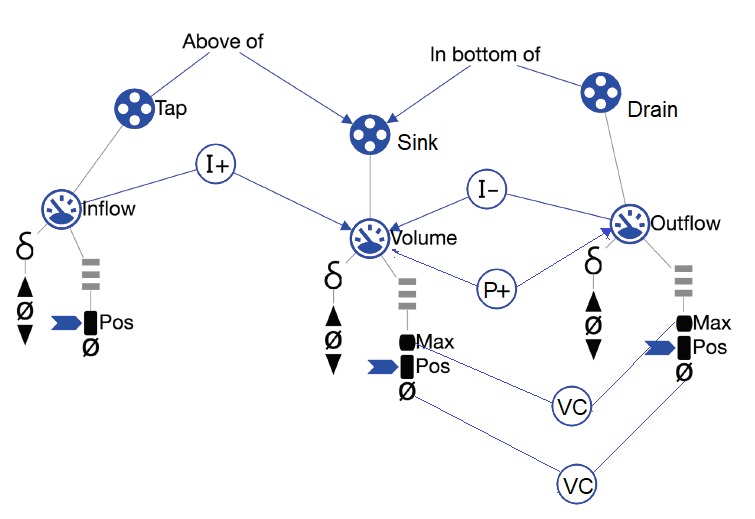 Above of
In bottom of
Tap
Drain
Sink
I+
I-
Inflow
Outflow
Volume
δ
δ
δ
P+
Ø
Pos
Ø
Max
Pos
Ø
Ø
Max
Pos
Ø
Ø
VC
VC